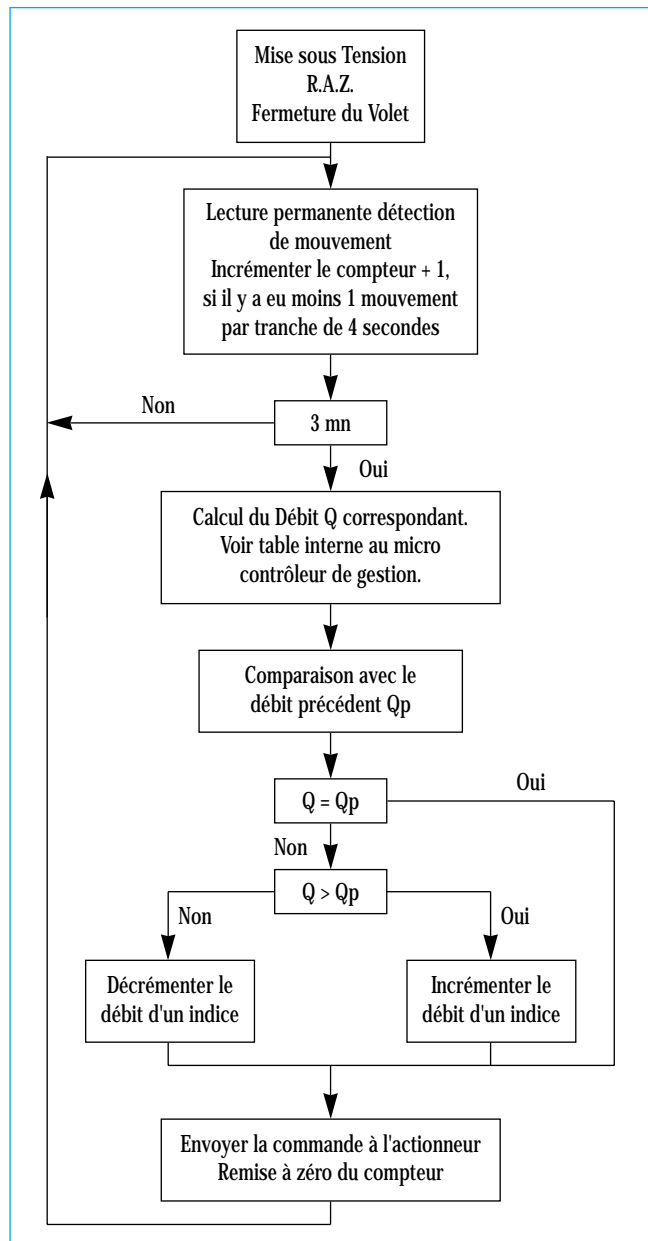 Mise sous Tension
R.A.Z.
Fermeture du Volet
Lecture permanente détection
de mouvement
Incrémenter le compteur + 1,
si il y a eu moins 1 mouvement
par tranche de 4 secondes
Non
3 mn
Oui
Calcul du Débit Q correspondant.
Voir table interne au micro
contrôleur de gestion.
Comparaison avec le
débit précédent Qp
Q = Qp
Oui
Non
Q > Qp
Non
Oui
Décrémenter le
débit d'un indice
Incrémenter le
débit d'un indice
Envoyer la commande à l'actionneur
Remise à zéro du compteur